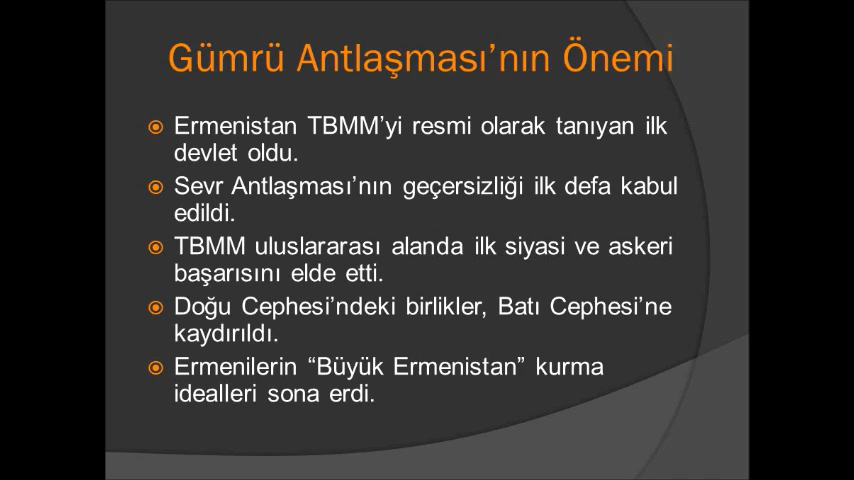 Gümrü Antlaşması’nın Önemi
Ermenistan TBMM’yi resmi olarak tanıyan ilk
devlet oldu.
Sevr Antlaşması’nın geçersizliği ilk defa kabul
edildi.
TBMM uluslararası alanda ilk siyasi ve askeri
başarısını elde etti.
Doğu Cephesi’ndeki birlikler, Batı Cephesi’ne
kaydırıldı.
Ermenilerin “Büyük Ermenistan” kurma
idealleri sona erdi.